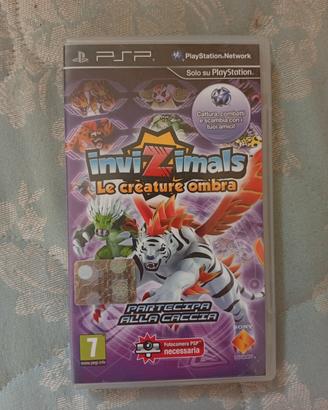 PSP
PlayStation.Network
Solo su PlayStation.
Cattura, combatti
e scambia con i
tuoi amici!
inviZimals
Le creature ombra
PARTECIPA
ALLA CACCIA
7
www.pegi.info
Fotocamera PSP™
necessaria
SONY